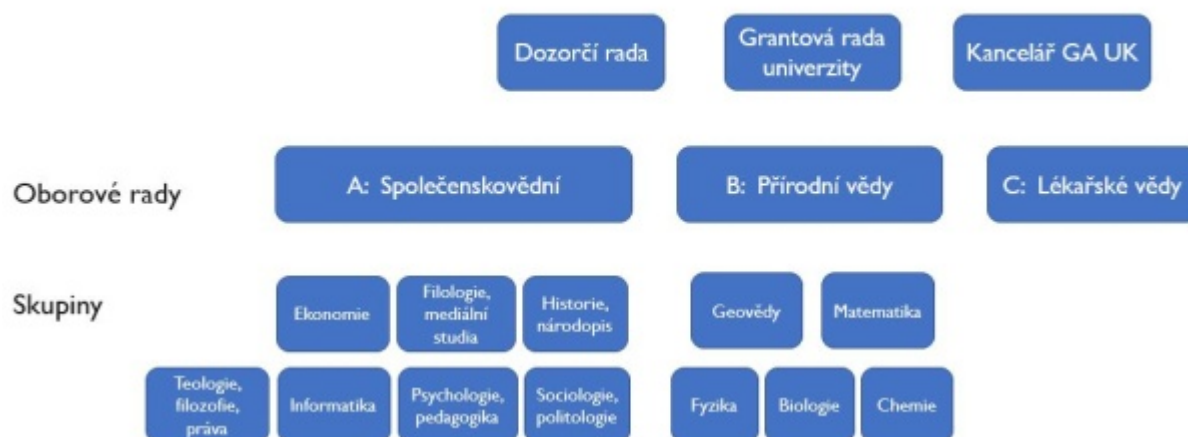 Dozorčí rada
Grantová rada
univerzity
Kancelář GA UK
Oborové rady
A: Společenskovědní
B: Přírodní vědy
C: Lékařské vědy
Skupiny
Ekonomie
Filologie,
mediální
studia
Historie,
národopis
Geovědy
Matematika
Teologie,
filozofie,
práva
Informatika
Psychologie,
pedagogika
Sociologie,
politologie
Fyzika
Biologie
Chemie